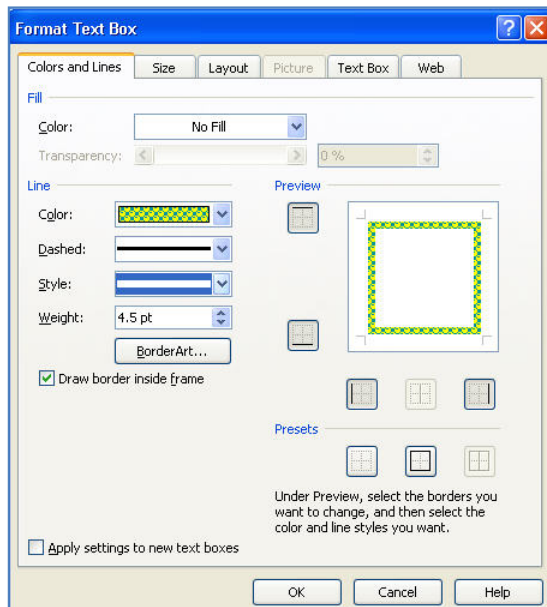 Format Text Box
Colors and Lines Size Layout Picture Text Box Web
Fill
Color: No Fill
Transparency: 0 %
Line
Color:
Dashed:
Style:
Weight: 4.5 pt
BorderArt...
Draw border inside frame
Preview
Presets
Under Preview, select the borders you
want to change, and then select the
color and line styles you want.
Apply settings to new text boxes
OK Cancel Help